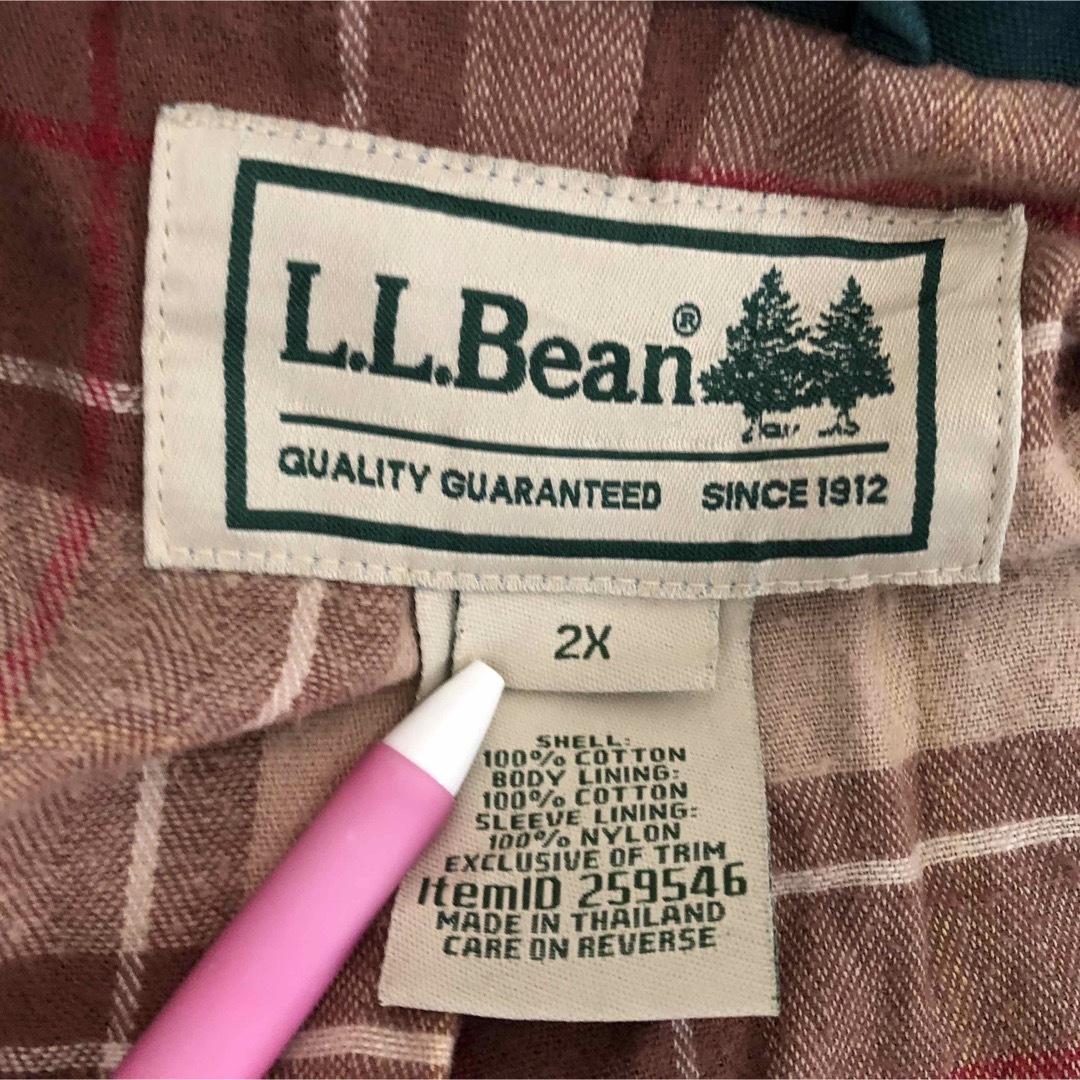 L.L.Bean®
QUALITY GUARANTEED SINCE 1912
2X
SHELL:
100% COTTON
BODY LINING:
100% COTTON
SLEEVE LINING:
100% NYLON
EXCLUSIVE OF TRIM
ItemID 259546
MADE IN THAILAND
CARE ON REVERSE